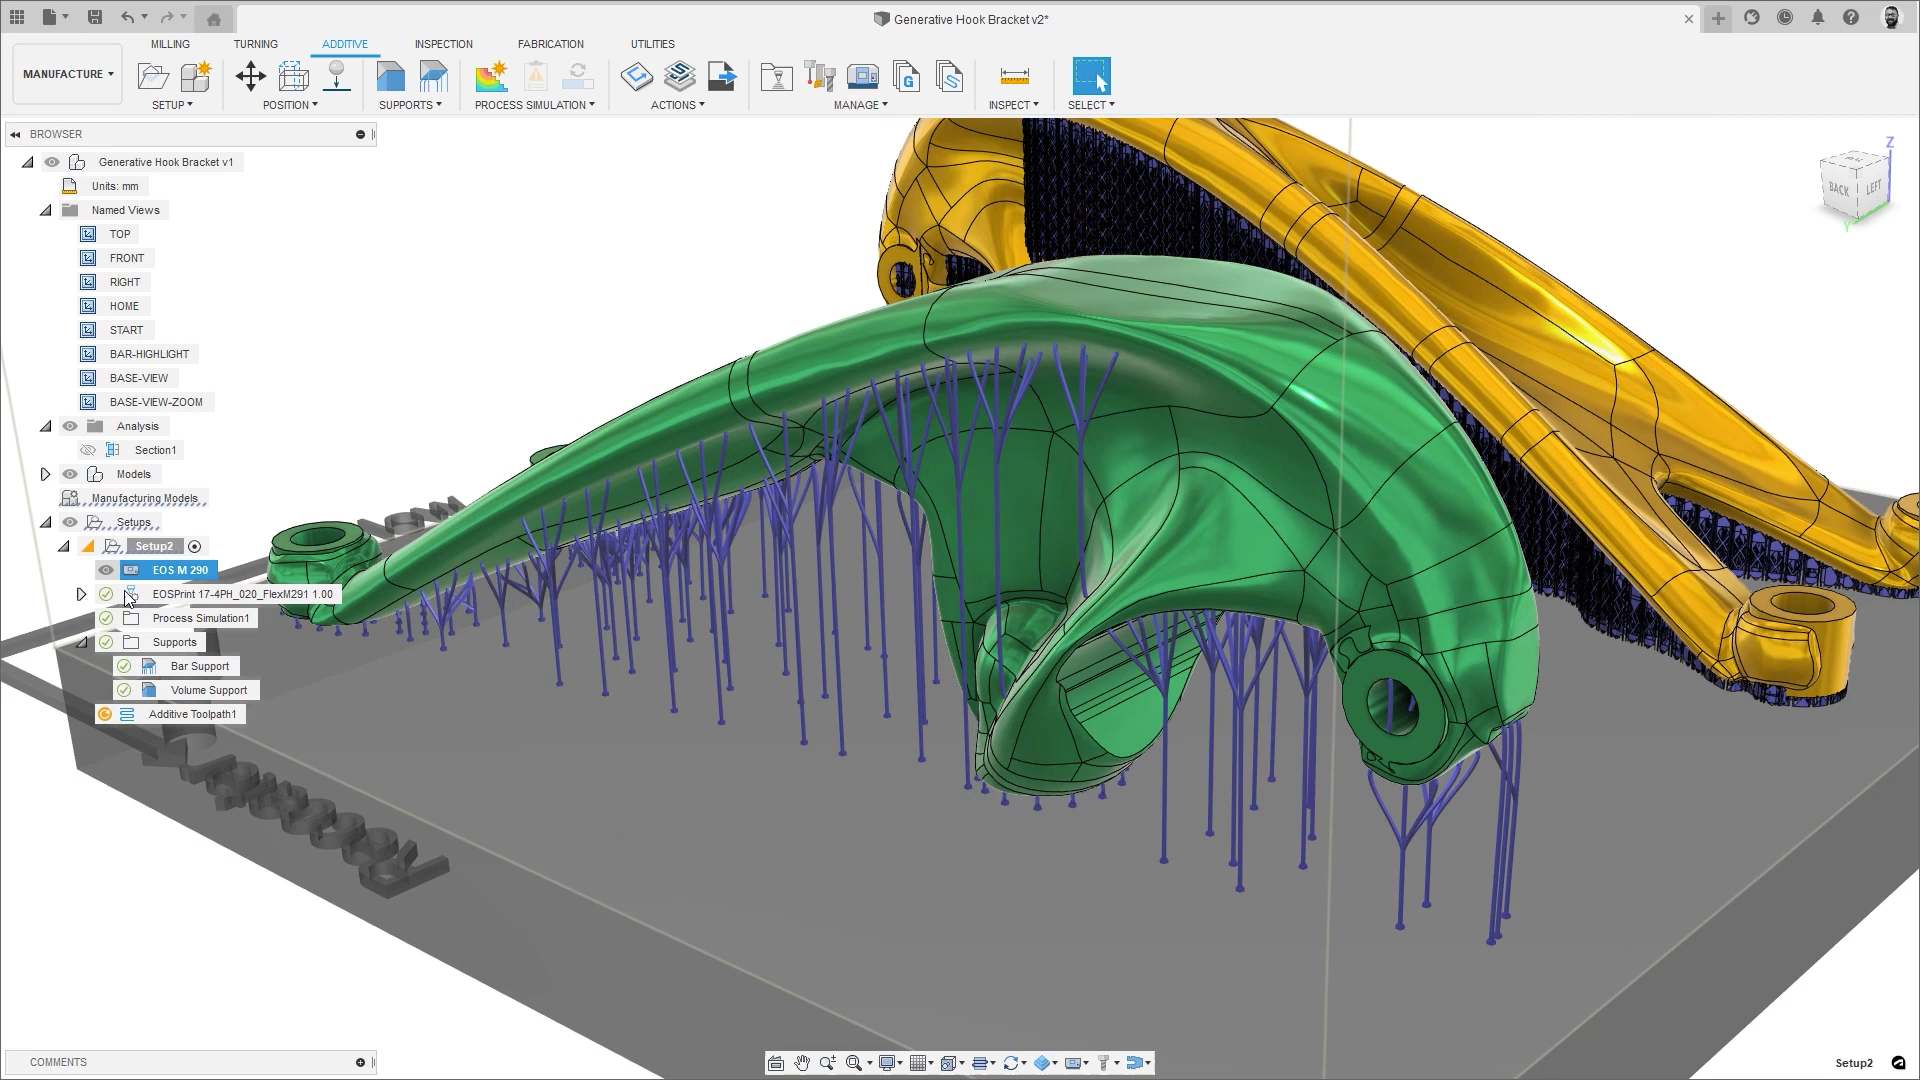 Generative Hook Bracket v2*
MANUFACTURE
MILLING
TURNING
ADDITIVE
INSPECTION
FABRICATION
UTILITIES
SETUP
POSITION
SUPPORTS
PROCESS SIMULATION
ACTIONS
MANAGE
INSPECT
SELECT
G
BROWSER
Generative Hook Bracket v1
Units: mm
Named Views
TOP
FRONT
RIGHT
HOME
START
BAR-HIGHLIGHT
BASE-VIEW
BASE-VIEW-ZOOM
Analysis
Section1
Models
Manufacturing Models
Setups
Setup2
EOS M 290
EOSPrint 17-4PH_020_FlexM291 1.00
Process Simulation1
Supports
Bar Support
Volume Support
Additive Toolpath1
Z
BACK
LEFT
Y
COMMENTS
Setup2